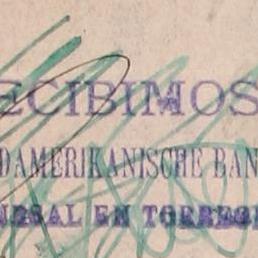 ECIBIMOS
DAMERIKANISCHE BAN
URSAL EN TORREO